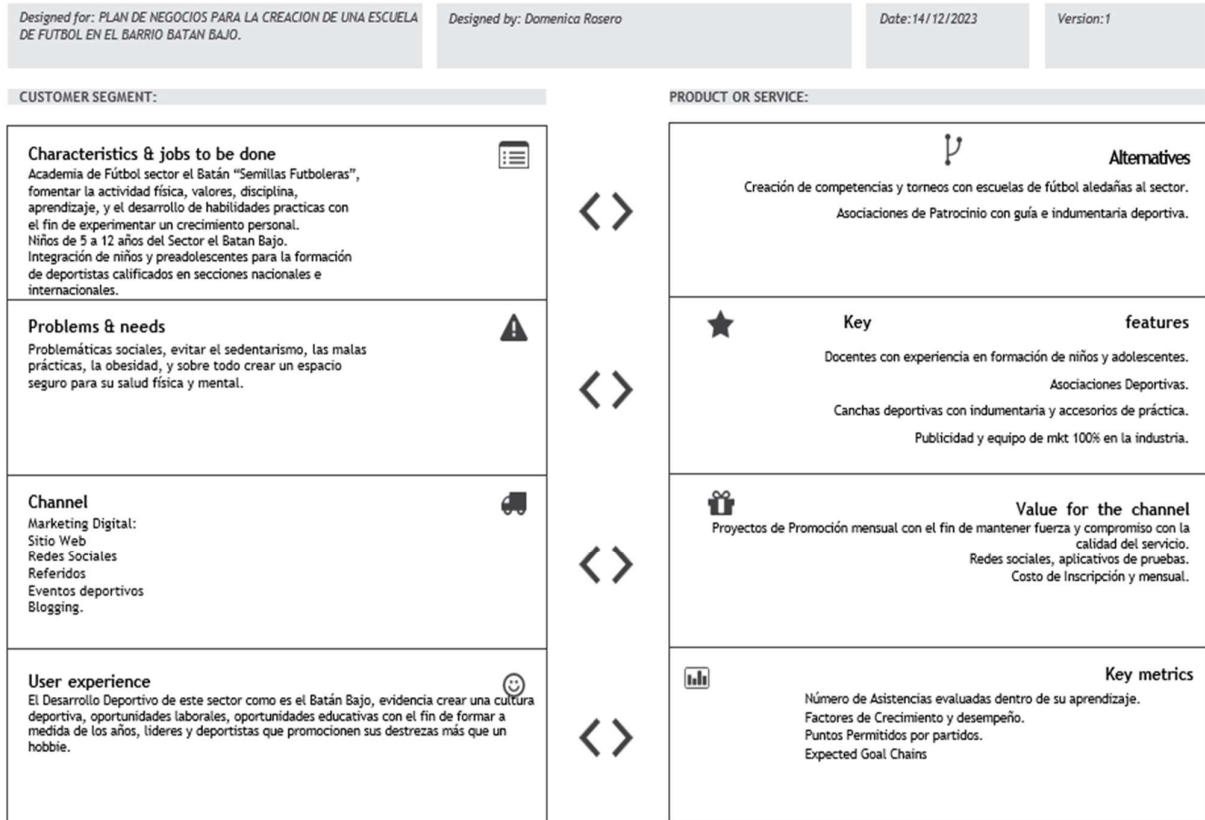 Designed for: PLAN DE NEGOCIOS PARA LA CREACION DE UNA ESCUELA
DE FUTBOL EN EL BARRIO BATAN BAJO.
Designed by: Domenica Rosero
Date:14/12/2023
Version:1
CUSTOMER SEGMENT:
PRODUCT OR SERVICE:
Characteristics & jobs to be done
Academia de Fútbol sector el Batán “Semillas Futboleras”,
fomentar la actividad física, valores, disciplina,
aprendizaje, y el desarrollo de habilidades practicas con
el fin de experimentar un crecimiento personal.
Niños de 5 a 12 años del Sector el Batan Bajo.
Integración de niños y preadolescentes para la formación
de deportistas calificados en secciones nacionales e
internacionales.
Alternatives
Creación de competencias y torneos con escuelas de fútbol aledañas al sector.
Asociaciones de Patrocinio con guía e indumentaria deportiva.
Problems & needs
Problemáticas sociales, evitar el sedentarismo, las malas
prácticas, la obesidad, y sobre todo crear un espacio
seguro para su salud física y mental.
Key features
Docentes con experiencia en formación de niños y adolescentes.
Asociaciones Deportivas.
Canchas deportivas con indumentaria y accesorios de práctica.
Publicidad y equipo de mkt 100% en la industria.
Channel
Marketing Digital:
Sitio Web
Redes Sociales
Referidos
Eventos deportivos
Blogging.
Value for the channel
Proyectos de Promoción mensual con el fin de mantener fuerza y compromiso con la
calidad del servicio.
Redes sociales, aplicativos de pruebas.
Costo de Inscripción y mensual.
User experience
El Desarrollo Deportivo de este sector como es el Batán Bajo, evidencia crear una cultura
deportiva, oportunidades laborales, oportunidades educativas con el fin de formar a
medida de los años, lideres y deportistas que promocionen sus destrezas más que un
hobbie.
Key metrics
Número de Asistencias evaluadas dentro de su aprendizaje.
Factores de Crecimiento y desempeño.
Puntos Permitidos por partidos.
Expected Goal Chains